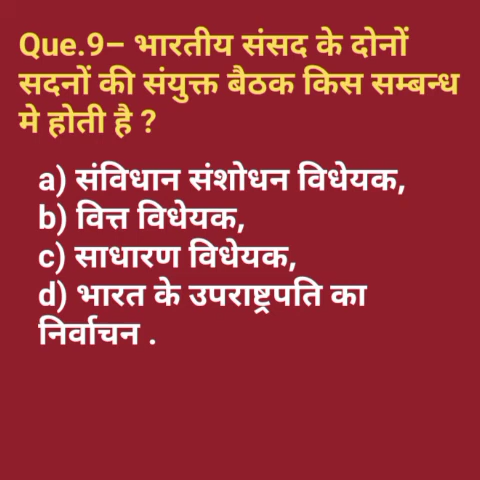 Que.9– भारतीय संसद के दोनों
सदनों की संयुक्त बैठक किस सम्बन्ध
मे होती है ?
a) संविधान संशोधन विधेयक,
b) वित्त विधेयक,
c) साधारण विधेयक,
d) भारत के उपराष्ट्रपति का
निर्वाचन .